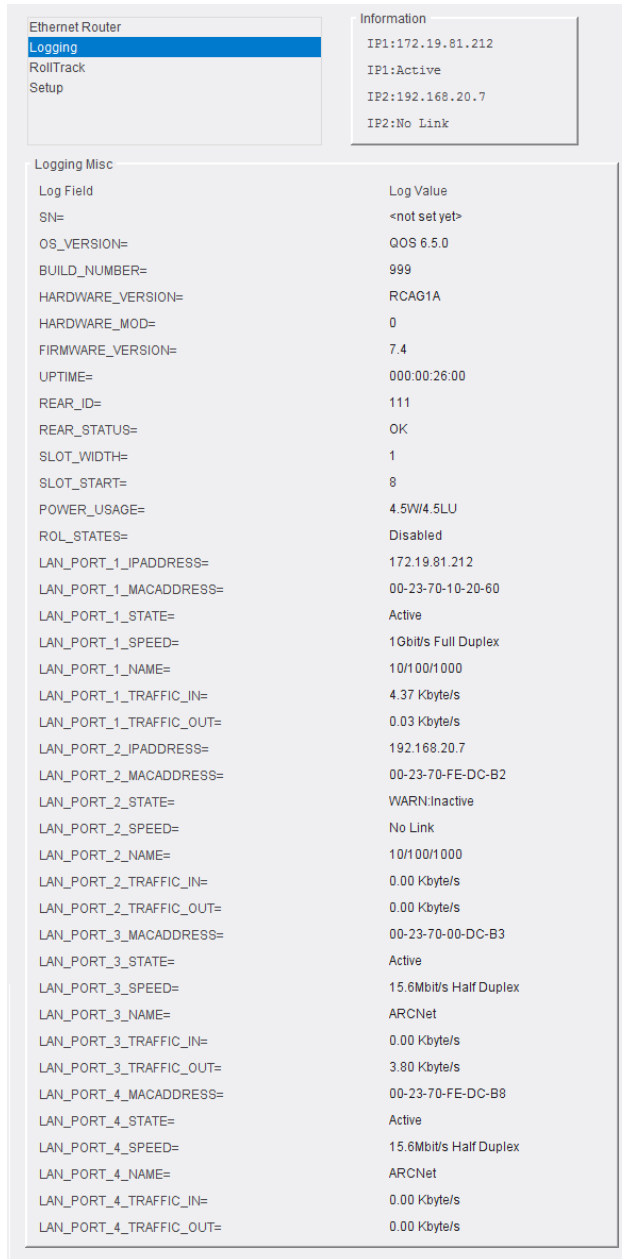 Ethernet Router
Logging
RollTrack
Setup
Information
IP1:172.19.81.212
IP1:Active
IP2:192.168.20.7
IP2:No Link
Logging Misc
Log Field Log Value
SN= <not set yet>
OS_VERSION= QOS 6.5.0
BUILD_NUMBER= 999
HARDWARE_VERSION= RCAG1A
HARDWARE_MOD= 0
FIRMWARE_VERSION= 7.4
UPTIME= 000:00:26:00
REAR_ID= 111
REAR_STATUS= OK
SLOT_WIDTH= 1
SLOT_START= 8
POWER_USAGE= 4.5W/4.5LU
ROL_STATES= Disabled
LAN_PORT_1_IPADDRESS= 172.19.81.212
LAN_PORT_1_MACADDRESS= 00-23-70-10-20-60
LAN_PORT_1_STATE= Active
LAN_PORT_1_SPEED= 1Gbit/s Full Duplex
LAN_PORT_1_NAME= 10/100/1000
LAN_PORT_1_TRAFFIC_IN= 4.37 Kbyte/s
LAN_PORT_1_TRAFFIC_OUT= 0.03 Kbyte/s
LAN_PORT_2_IPADDRESS= 192.168.20.7
LAN_PORT_2_MACADDRESS= 00-23-70-FE-DC-B2
LAN_PORT_2_STATE= WARN:Inactive
LAN_PORT_2_SPEED= No Link
LAN_PORT_2_NAME= 10/100/1000
LAN_PORT_2_TRAFFIC_IN= 0.00 Kbyte/s
LAN_PORT_2_TRAFFIC_OUT= 0.00 Kbyte/s
LAN_PORT_3_MACADDRESS= 00-23-70-00-DC-B3
LAN_PORT_3_STATE= Active
LAN_PORT_3_SPEED= 15.6Mbit/s Half Duplex
LAN_PORT_3_NAME= ARCNet
LAN_PORT_3_TRAFFIC_IN= 0.00 Kbyte/s
LAN_PORT_3_TRAFFIC_OUT= 3.80 Kbyte/s
LAN_PORT_4_MACADDRESS= 00-23-70-FE-DC-B8
LAN_PORT_4_STATE= Active
LAN_PORT_4_SPEED= 15.6Mbit/s Half Duplex
LAN_PORT_4_NAME= ARCNet
LAN_PORT_4_TRAFFIC_IN= 0.00 Kbyte/s
LAN_PORT_4_TRAFFIC_OUT= 0.00 Kbyte/s